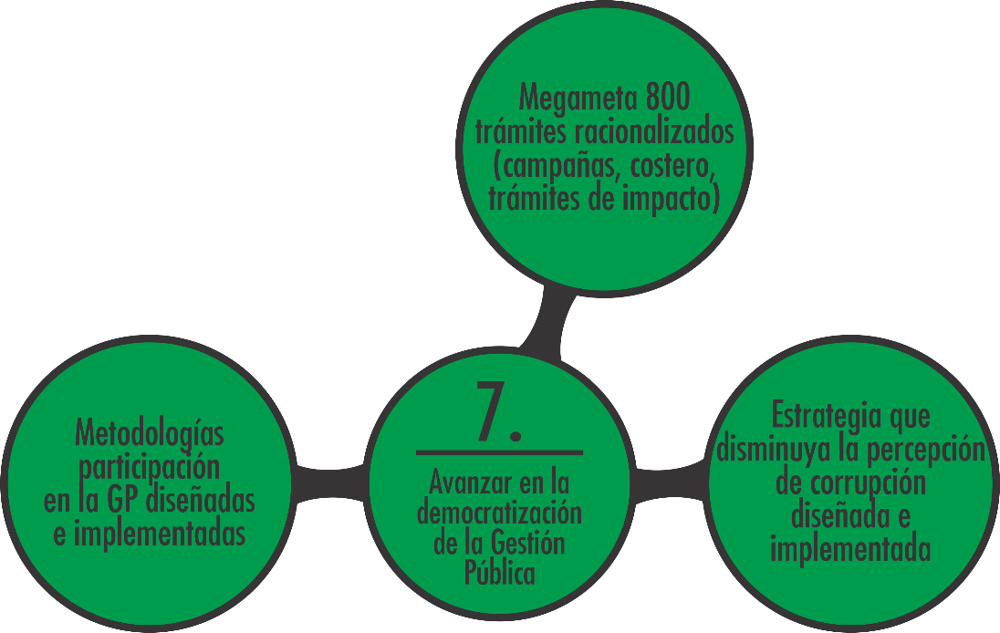 Megameta 800
trámites racionalizados
(campañas, costero,
trámites de impacto)
Metodologías
participación
en la GP diseñadas
e implementadas
7.
Avanzar en la
democratización
de la Gestión
Pública
Estrategia que
disminuya la percepción
de corrupción
diseñada e
implementada